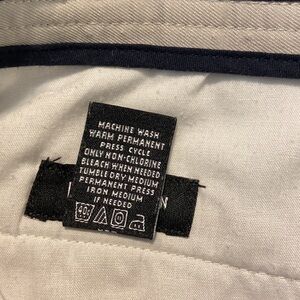 MACHINE WASH
WARM PERMANENT
PRESS CYCLE
ONLY NON-CHLORINE
BLEACH WHEN NEEDED
TUMBLE DRY MEDIUM
PERMANENT PRESS
IRON MEDIUM
IF NEEDED